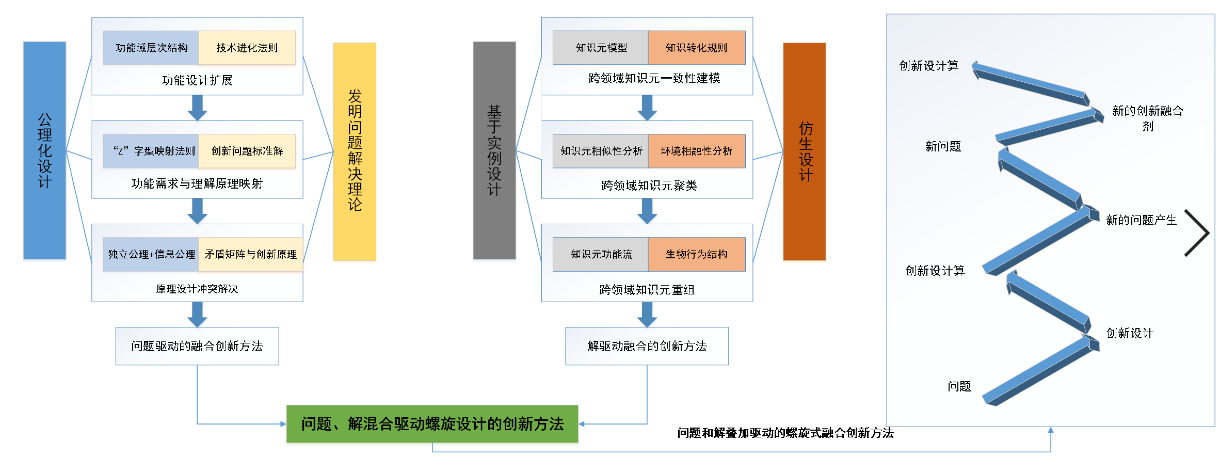 公理化设计
功能域层次结构
技术进化法则
功能设计扩展
“Z”字型映射法则
创新问题标准解
功能需求与理解原理映射
独立公理+信息公理
矛盾矩阵与创新原理
原理设计冲突解决
发明问题解决理论
问题驱动的融合创新方法
基于实例设计
知识元模型
知识转化规则
跨领域知识元一致性建模
知识元相似性分析
环境相融性分析
跨领域知识元聚类
知识元功能流
生物行为结构
跨领域知识元重组
仿生设计
解驱动融合的创新方法
问题、解混合驱动螺旋设计的创新方法
问题和解叠加驱动的螺旋式融合创新方法
创新设计算
新的创新融合
剂
新问题
新的问题产生
创新设计算
创新设计
问题